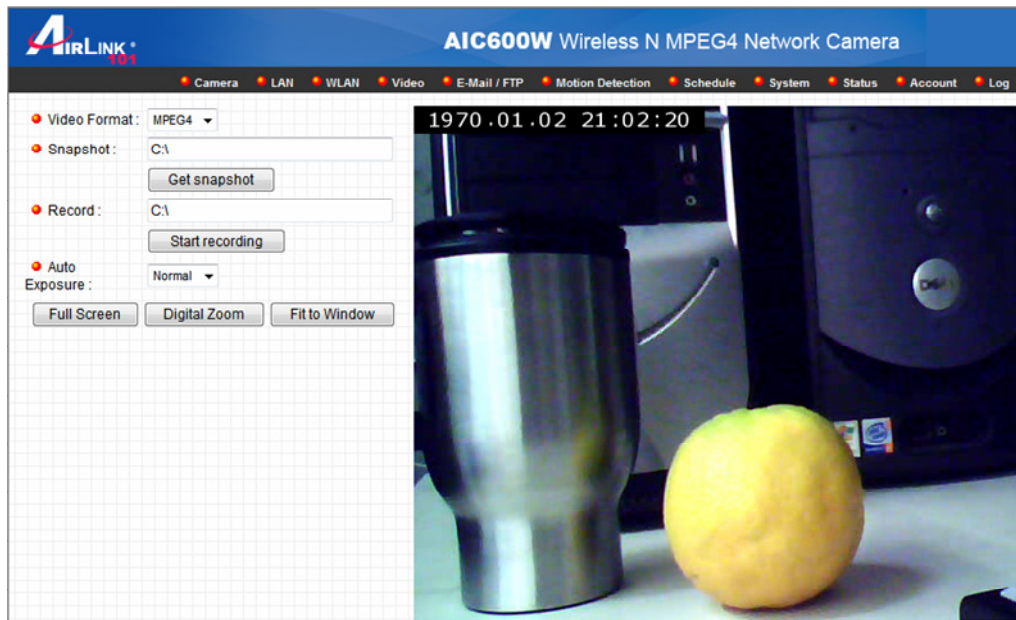 AIRLINK 101
AIC600W Wireless N MPEG4 Network Camera
Camera LAN WLAN Video E-Mail / FTP Motion Detection Schedule System Status Account Log
Video Format : MPEG4
Snapshot : C:\
Get snapshot
Record : C:\
Start recording
Auto Exposure : Normal
Full Screen Digital Zoom Fit to Window
1970.01.02 21:02:20
DELL